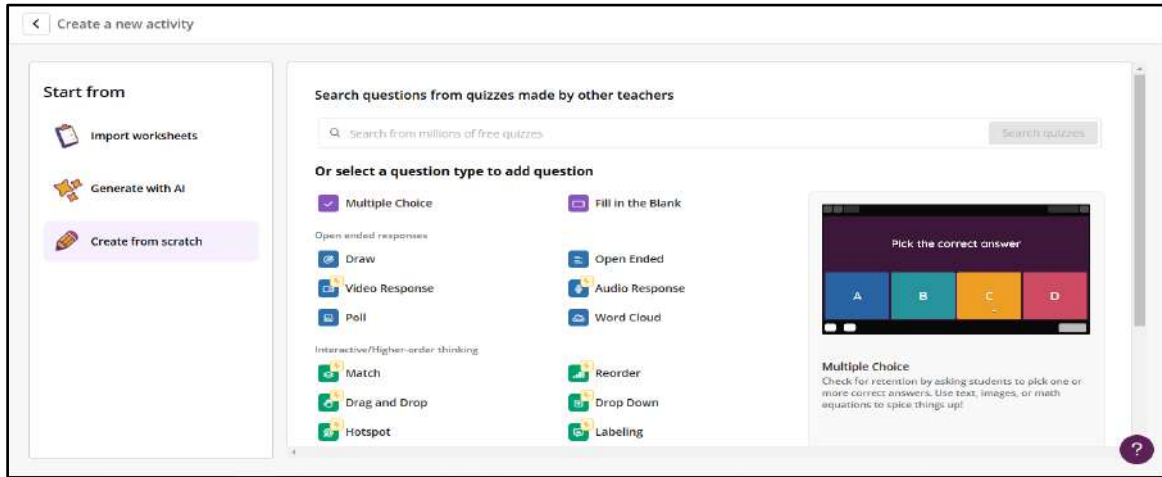 Create a new activity
Start from
Import worksheets
Generate with AI
Create from scratch
Search questions from quizzes made by other teachers
Search from millions of free quizzes
Search quizzes
Or select a question type to add question
Multiple Choice
Fill in the Blank
Open ended responses
Draw
Open Ended
Video Response
Audio Response
Poll
Word Cloud
Interactive/Higher-order thinking
Match
Reorder
Drag and Drop
Drop Down
Hotspot
Labeling
Pick the correct answer
A B C D
Multiple Choice
Check for retention by asking students to pick one or
more correct answers. Use text, images, or math
equations to spice things up!
?